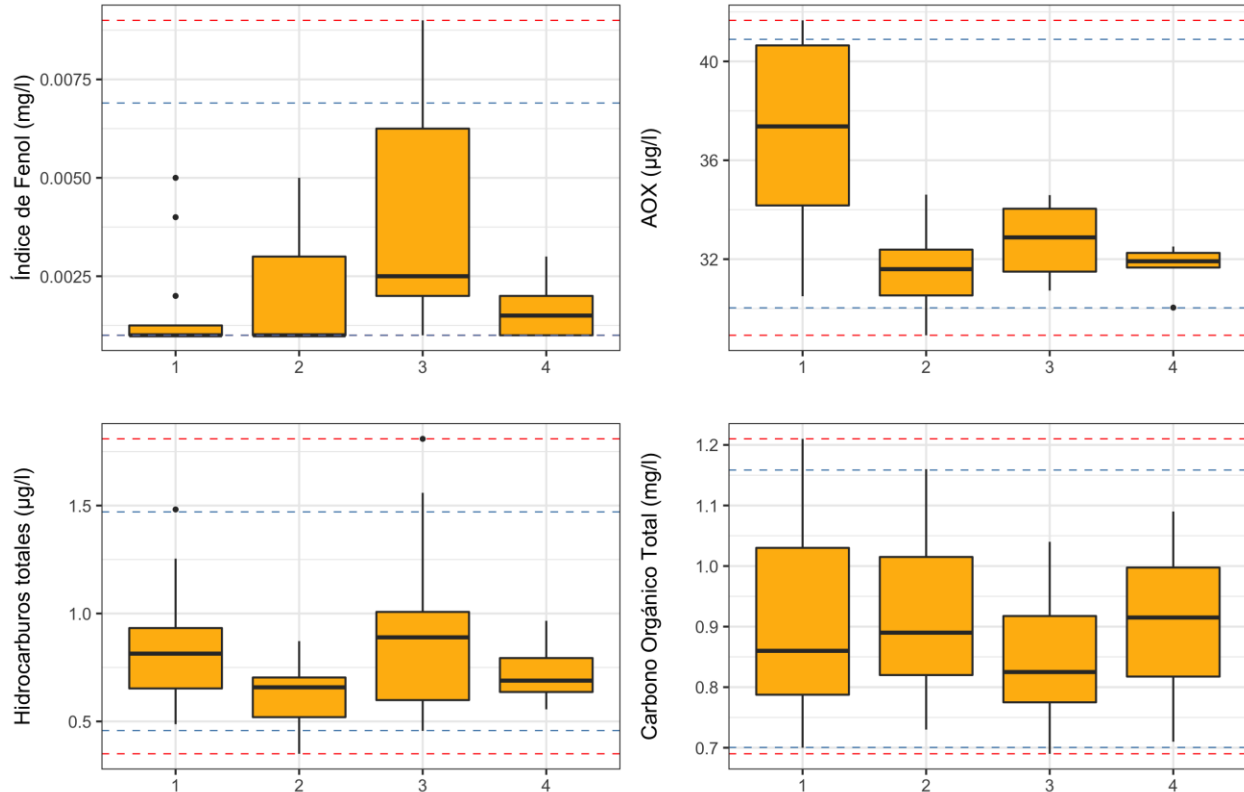 Índice de Fenol (mg/l)
0.0075
0.0050
0.0025
1 2 3 4
AOX (µg/l)
40
36
32
1 2 3 4
Hidrocarburos totales (µg/l)
1.5
1.0
0.5
1 2 3 4
Carbono Orgánico Total (mg/l)
1.2
1.1
1.0
0.9
0.8
0.7
1 2 3 4